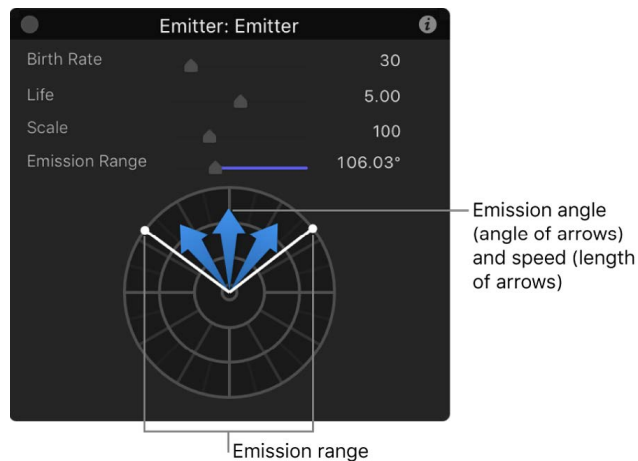 Emitter: Emitter
Birth Rate 30
Life 5.00
Scale 100
Emission Range 106.03°
Emission angle
(angle of arrows)
and speed (length
of arrows)
Emission range